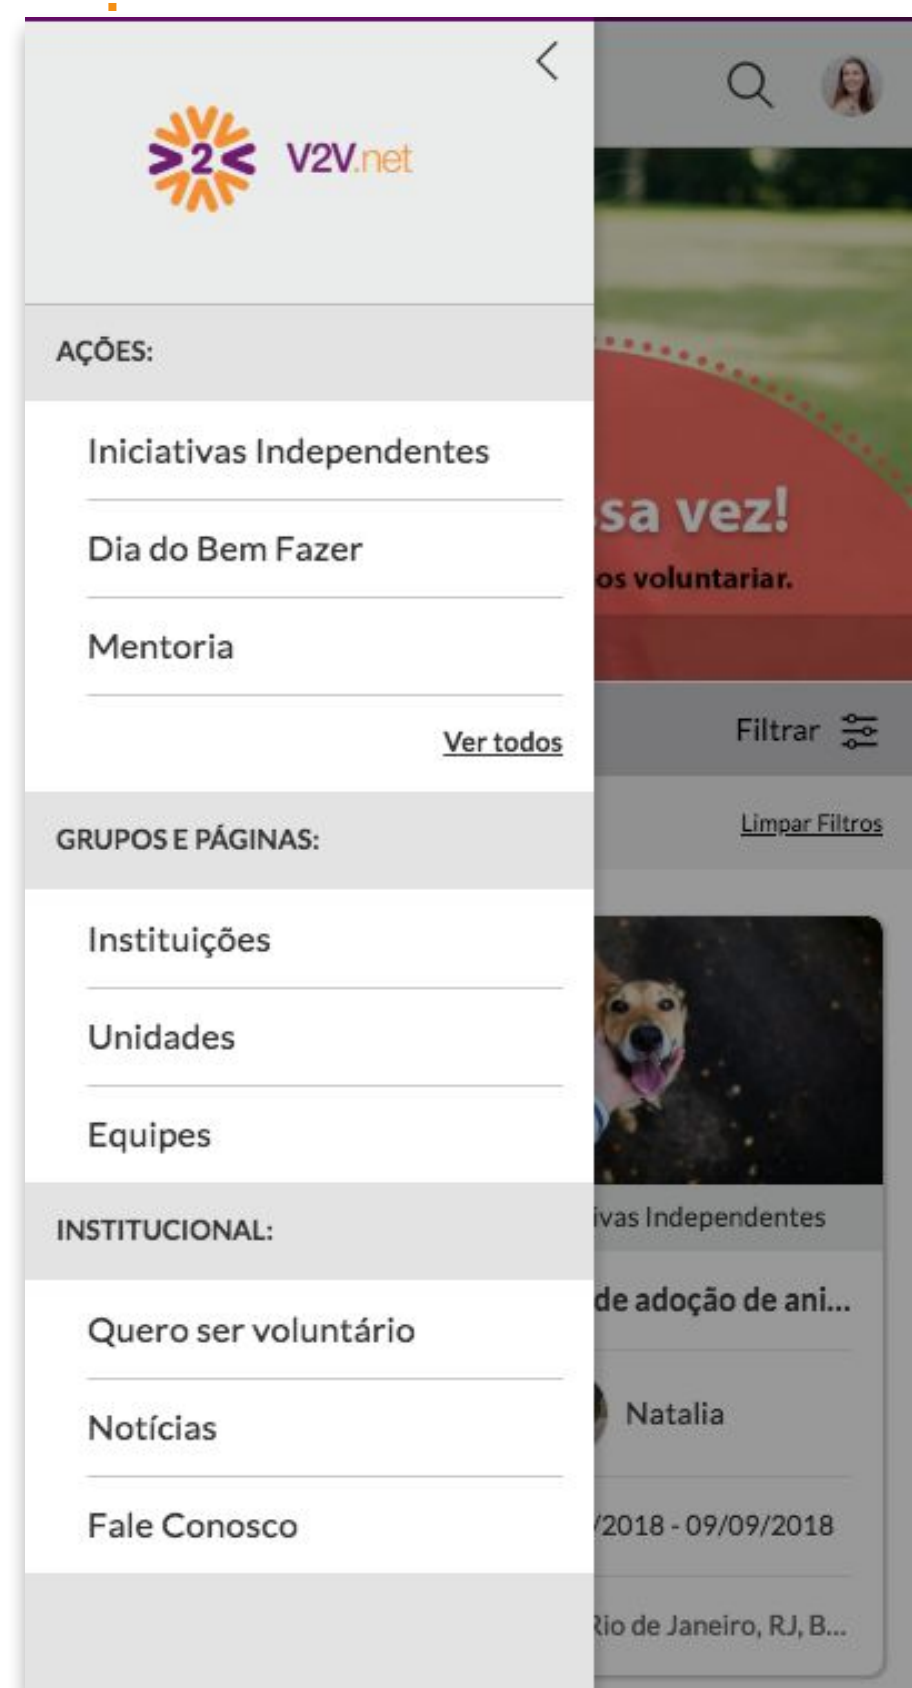 >2<
V2V.net
AÇÕES:
Iniciativas Independentes
Dia do Bem Fazer
Mentoria
Ver todos
GRUPOS E PÁGINAS:
Instituições
Unidades
Equipes
INSTITUCIONAL:
Quero ser voluntário
Notícias
Fale Conosco
sa vez!
os voluntariar.
Filtrar
Limpar Filtros
ivas Independentes
de adoção de ani...
Natalia
/2018 - 09/09/2018
Rio de Janeiro, RJ, B...